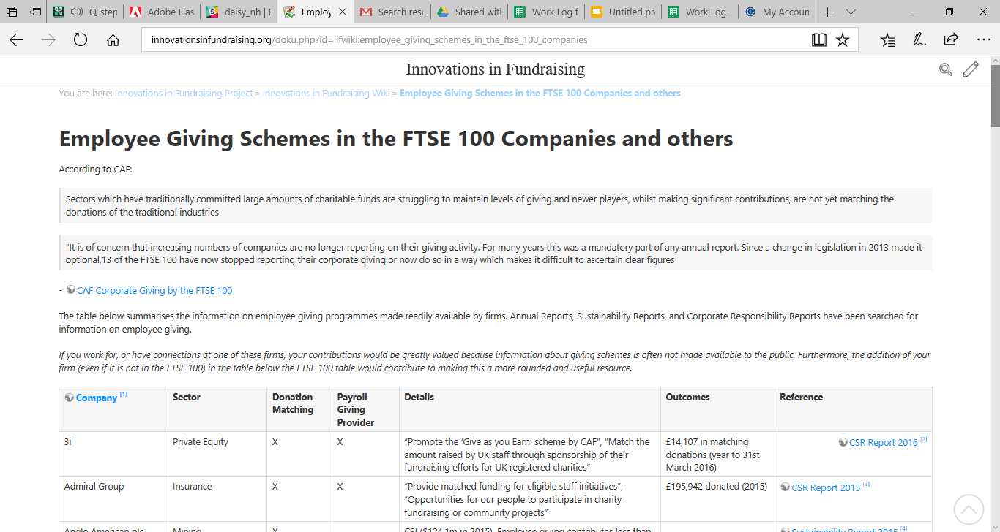 Q-step
Adobe Flas
daisy_nh | F
Employ
Search resu
Shared with
Work Log f
Untitled pr
Work Log -
My Accoun
innovationsinfundraising.org/doku.php?id=iifwiki:employee_giving_schemes_in_the_ftse_100_companies
Innovations in Fundraising
You are here: Innovations in Fundraising Project » Innovations in Fundraising Wiki » Employee Giving Schemes in the FTSE 100 Companies and others
Employee Giving Schemes in the FTSE 100 Companies and others
According to CAF:
Sectors which have traditionally committed large amounts of charitable funds are struggling to maintain levels of giving and newer players, whilst making significant contributions, are not yet matching the
donations of the traditional industries
“It is of concern that increasing numbers of companies are no longer reporting on their giving activity. For many years this was a mandatory part of any annual report. Since a change in legislation in 2013 made it
optional,13 of the FTSE 100 have now stopped reporting their corporate giving or now do so in a way which makes it difficult to ascertain clear figures
- CAF Corporate Giving by the FTSE 100
The table below summarises the information on employee giving programmes made readily available by firms. Annual Reports, Sustainability Reports, and Corporate Responsibility Reports have been searched for
information on employee giving.
If you work for, or have connections at one of these firms, your contributions would be greatly valued because information about giving schemes is often not made available to the public. Furthermore, the addition of your
firm (even if it is not in the FTSE 100) in the table below the FTSE 100 table would contribute to making this a more rounded and useful resource.
Company [1]
Sector
Donation
Matching
Payroll
Giving
Provider
Details
Outcomes
Reference
3i
Private Equity
X
X
“Promote the ‘Give as you Earn’ scheme by CAF”, “Match the
amount raised by UK staff through sponsorship of their
fundraising efforts for UK registered charities”
£14,107 in matching
donations (year to 31st
March 2016)
CSR Report 2016 [2]
Admiral Group
Insurance
X
X
“Provide matched funding for eligible staff initiatives”,
“Opportunities for our people to participate in charity
fundraising or community projects”
£195,942 donated (2015)
CSR Report 2015 [3]
Anglo American plc
Mining
X
CSI ($124.1m in 2015). Employee giving contributes less than
Sustainability Report 2015 [4]